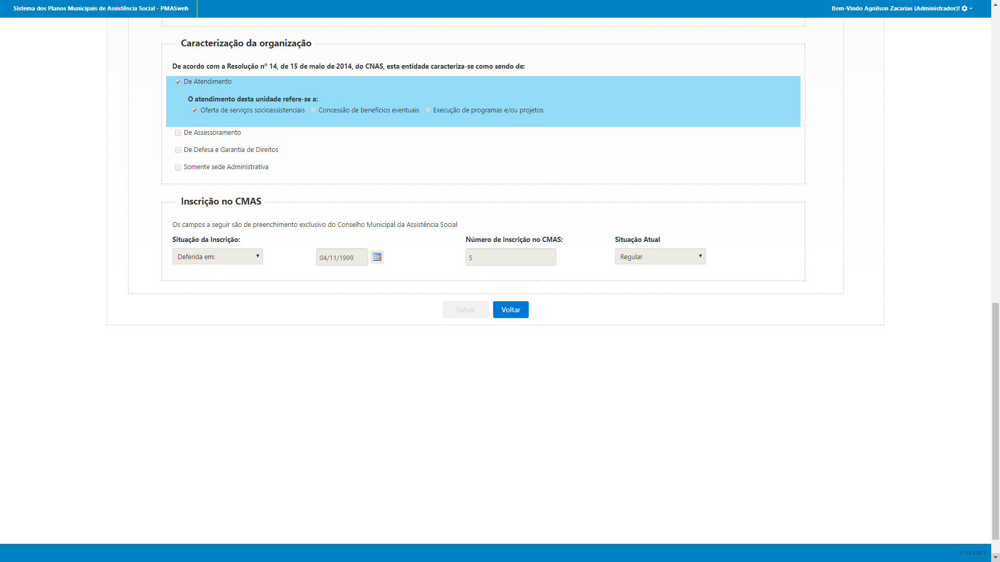 Sistema dos Planos Municipais de Assistência Social - PMASweb
Bem-Vindo Agnilson Zacarias (Administrador)!
Caracterização da organização
De acordo com a Resolução nº 14, de 15 de maio de 2014, do CNAS, esta entidade caracteriza-se como sendo de:
De Atendimento
O atendimento desta unidade refere-se a:
Oferta de serviços socioassistenciais Concessão de benefícios eventuais Execução de programas e/ou projetos
De Assessoramento
De Defesa e Garantia de Direitos
Somente sede Administrativa
Inscrição no CMAS
Os campos a seguir são de preenchimento exclusivo do Conselho Municipal da Assistência Social
Situação da Inscrição: Número de inscrição no CMAS: Situação Atual
Deferida em: 04/11/1999 5 Regular
Salvar Voltar
V. 19.8.29.1